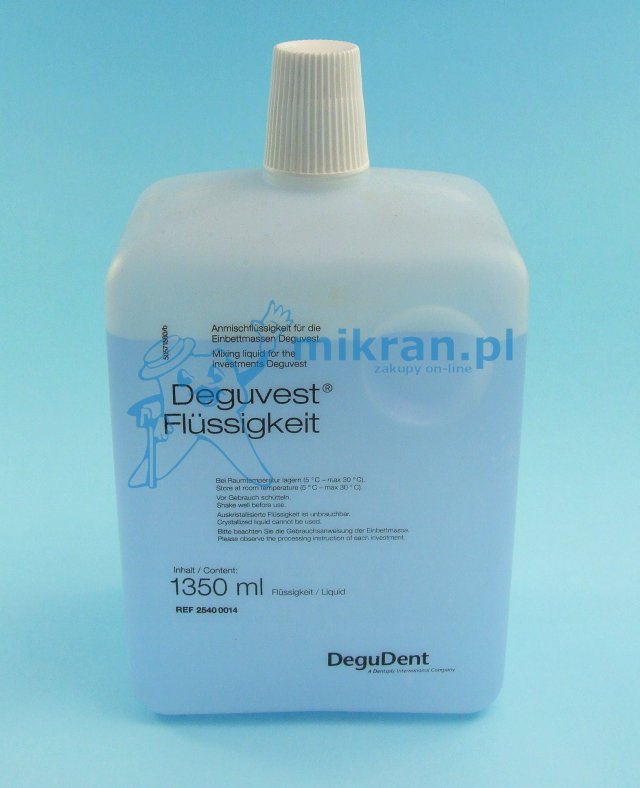 Anmischflüssigkeit für die
Einbettmassen Deguvest
Mixing liquid for the
investments Deguvest
mikran.pl
zakupy on-line
Deguvest®
Flüssigkeit
Bei Raumtemperatur lagern (5 °C – max 30 °C).
Store at room temperature (5 °C – max 30 °C).
Vor Gebrauch schütteln.
Shake well before use.
Auskristallisierte Flüssigkeit ist unbrauchbar.
Crystallized liquid cannot be used.
Bitte beachten Sie die Gebrauchsanweisung der Einbettmasse.
Please observe the processing instruction of each investment.
Inhalt / Content:
1350 ml Flüssigkeit / Liquid
REF 2540 0014
DeguDent
A Dentsply International Company